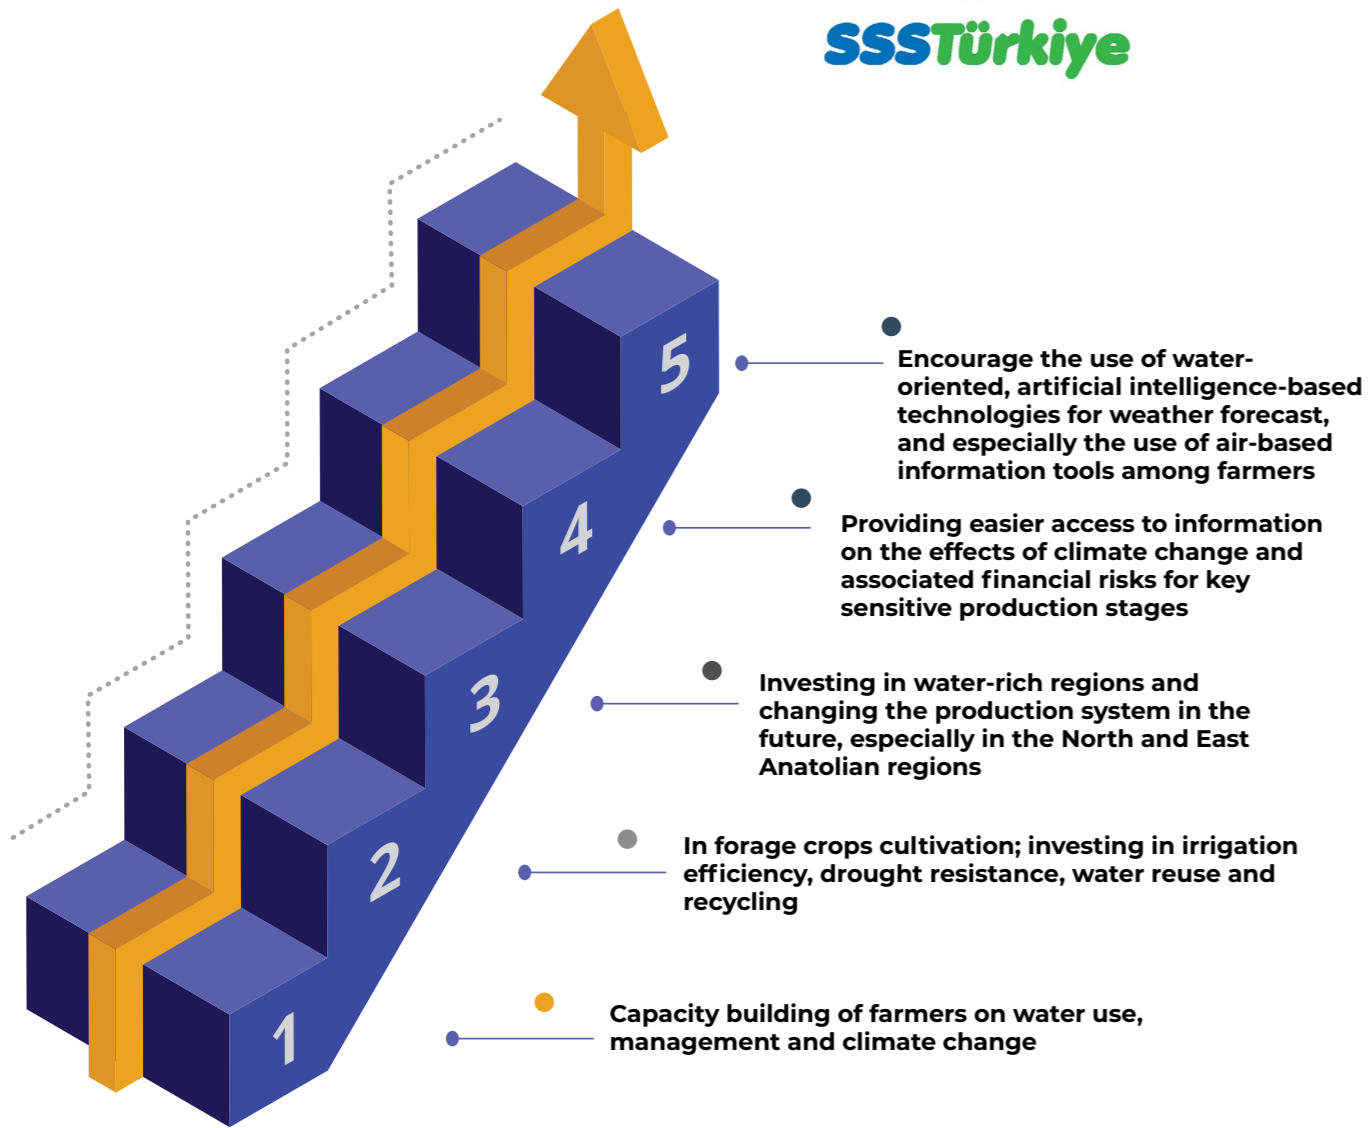 SSSTürkiye
5
Encourage the use of water-
oriented, artificial intelligence-based
technologies for weather forecast,
and especially the use of air-based
information tools among farmers
4
Providing easier access to information
on the effects of climate change and
associated financial risks for key
sensitive production stages
3
Investing in water-rich regions and
changing the production system in the
future, especially in the North and East
Anatolian regions
2
In forage crops cultivation; investing in irrigation
efficiency, drought resistance, water reuse and
recycling
1
Capacity building of farmers on water use,
management and climate change